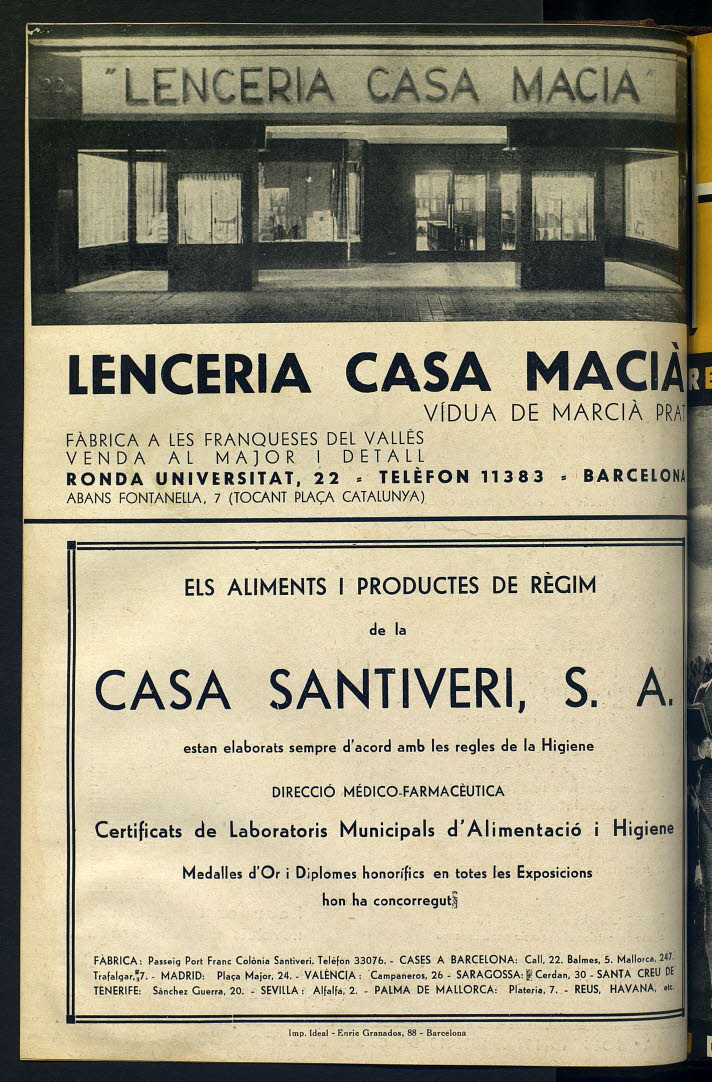 22
"LENCERIA CASA MACIA"
LENCERIA CASA MACIÀ
VÍDUA DE MARCIÀ PRAT
FÀBRICA A LES FRANQUESES DEL VALLÈS
VENDA AL MAJOR I DETALL
RONDA UNIVERSITAT, 22 - TELÈFON 11383 - BARCELONA
ABANS FONTANELLA, 7 (TOCANT PLAÇA CATALUNYA)
ELS ALIMENTS I PRODUCTES DE RÈGIM
de la
CASA SANTIVERI, S. A.
estan elaborats sempre d'acord amb les regles de la Higiene
DIRECCIÓ MÉDICO-FARMACÈUTICA
Certificats de Laboratoris Municipals d'Alimentació i Higiene
Medalles d'Or i Diplomes honorífics en totes les Exposicions
hon ha concorregut
FÀBRICA: Passeig Port Franc Colònia Santiveri, Telèfon 33076. - CASES A BARCELONA: Call, 22, Balmes, 5. Mallorca, 247.
Trafalgar, 7. - MADRID: Plaça Major, 24. - VALÈNCIA: Campaneros, 26 - SARAGOSSA: Cerdan, 30 - SANTA CREU DE
TENERIFE: Sànchez Guerra, 20. - SEVILLA: Alfalfa, 2. - PALMA DE MALLORCA: Plateria, 7. - REUS, HAVANA, etc.
Imp. Ideal - Enric Granados, 88 - Barcelona
RE